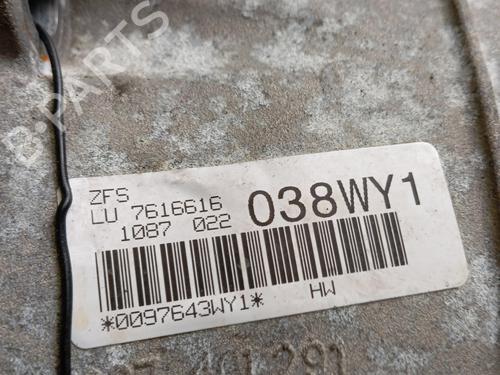 B-PARTS
ZFS
LU 7616616
1087 022
038WY1
*0097643WY1*
HW